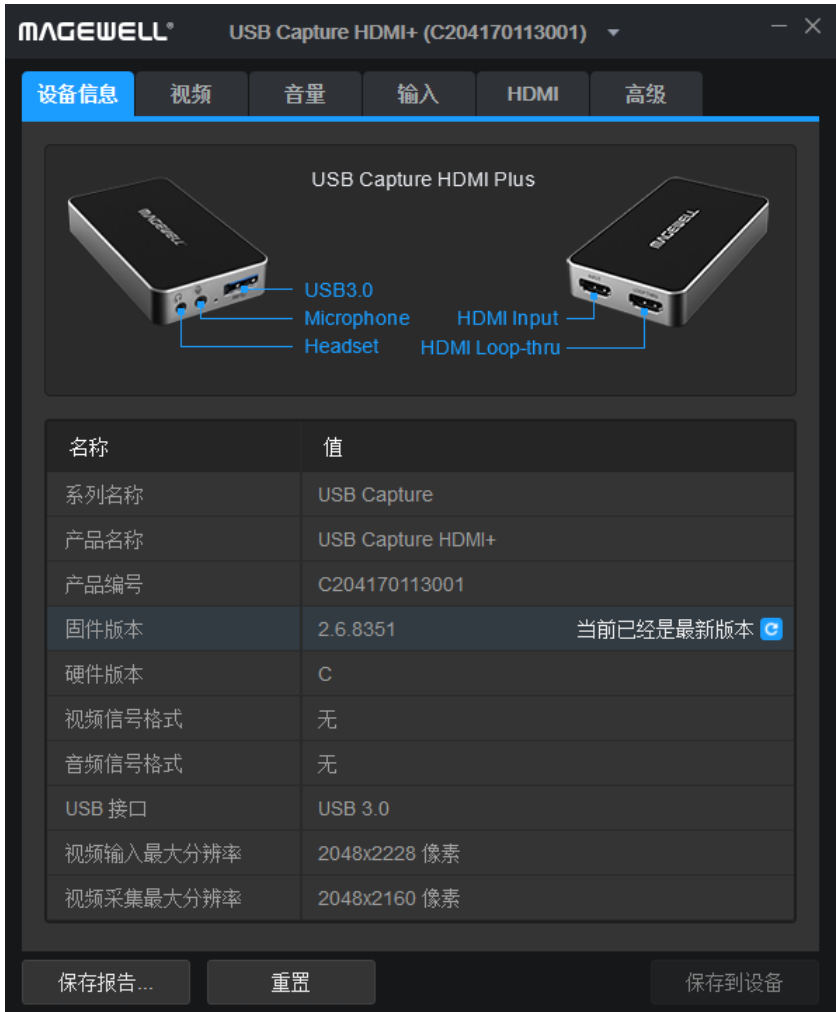 MAGEWELL® USB Capture HDMI+ (C204170113001)
设备信息 视频 音量 输入 HDMI 高级
USB Capture HDMI Plus
MAGEWELL MAGEWELL
USB3.0
Microphone HDMI Input
Headset HDMI Loop-thru
名称 值
系列名称 USB Capture
产品名称 USB Capture HDMI+
产品编号 C204170113001
固件版本 2.6.8351 当前已经是最新版本
硬件版本 C
视频信号格式 无
音频信号格式 无
USB 接口 USB 3.0
视频输入最大分辨率 2048x2228 像素
视频采集最大分辨率 2048x2160 像素
保存报告... 重置 保存到设备